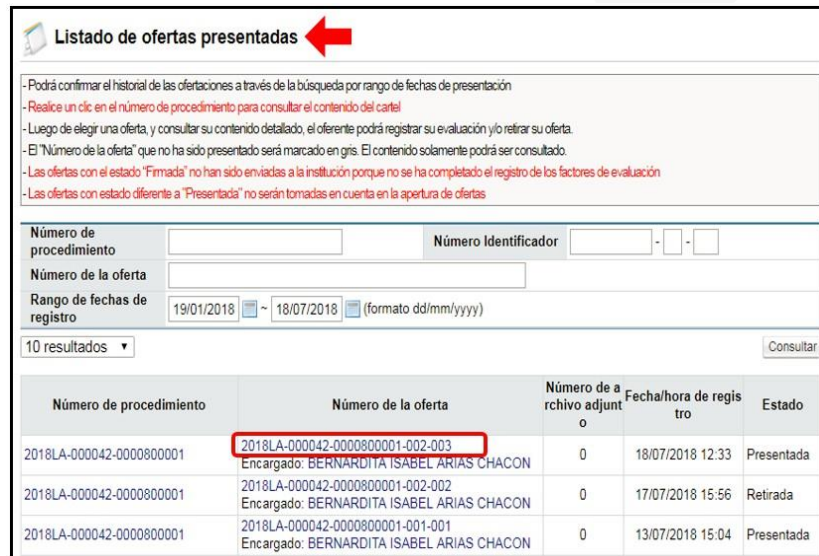 Listado de ofertas presentadas
- Podrá confirmar el historial de las ofertaciones a través de la búsqueda por rango de fechas de presentación
- Realice un clic en el número de procedimiento para consultar el contenido del cartel
- Luego de elegir una oferta, y consultar su contenido detallado, el oferente podrá registrar su evaluación y/o retirar su oferta.
- El "Número de la oferta" que no ha sido presentado será marcado en gris. El contenido solamente podrá ser consultado.
- Las ofertas con el estado "Firmada" no han sido enviadas a la institución porque no se ha completado el registro de los factores de evaluación
- Las ofertas con estado diferente a "Presentada" no serán tomadas en cuenta en la apertura de ofertas
Número de procedimiento Número Identificador - -
Número de la oferta
Rango de fechas de registro 19/01/2018 ~ 18/07/2018 (formato dd/mm/yyyy)
10 resultados Consultar
Número de procedimiento Número de la oferta Número de a rchivo adjunt o Fecha/hora de regis tro Estado
2018LA-000042-0000800001 2018LA-000042-0000800001-002-003 Encargado: BERNARDITA ISABEL ARIAS CHACON 0 18/07/2018 12:33 Presentada
2018LA-000042-0000800001 2018LA-000042-0000800001-002-002 Encargado: BERNARDITA ISABEL ARIAS CHACON 0 17/07/2018 15:56 Retirada
2018LA-000042-0000800001 2018LA-000042-0000800001-001-001 Encargado: BERNARDITA ISABEL ARIAS CHACON 0 13/07/2018 15:04 Presentada